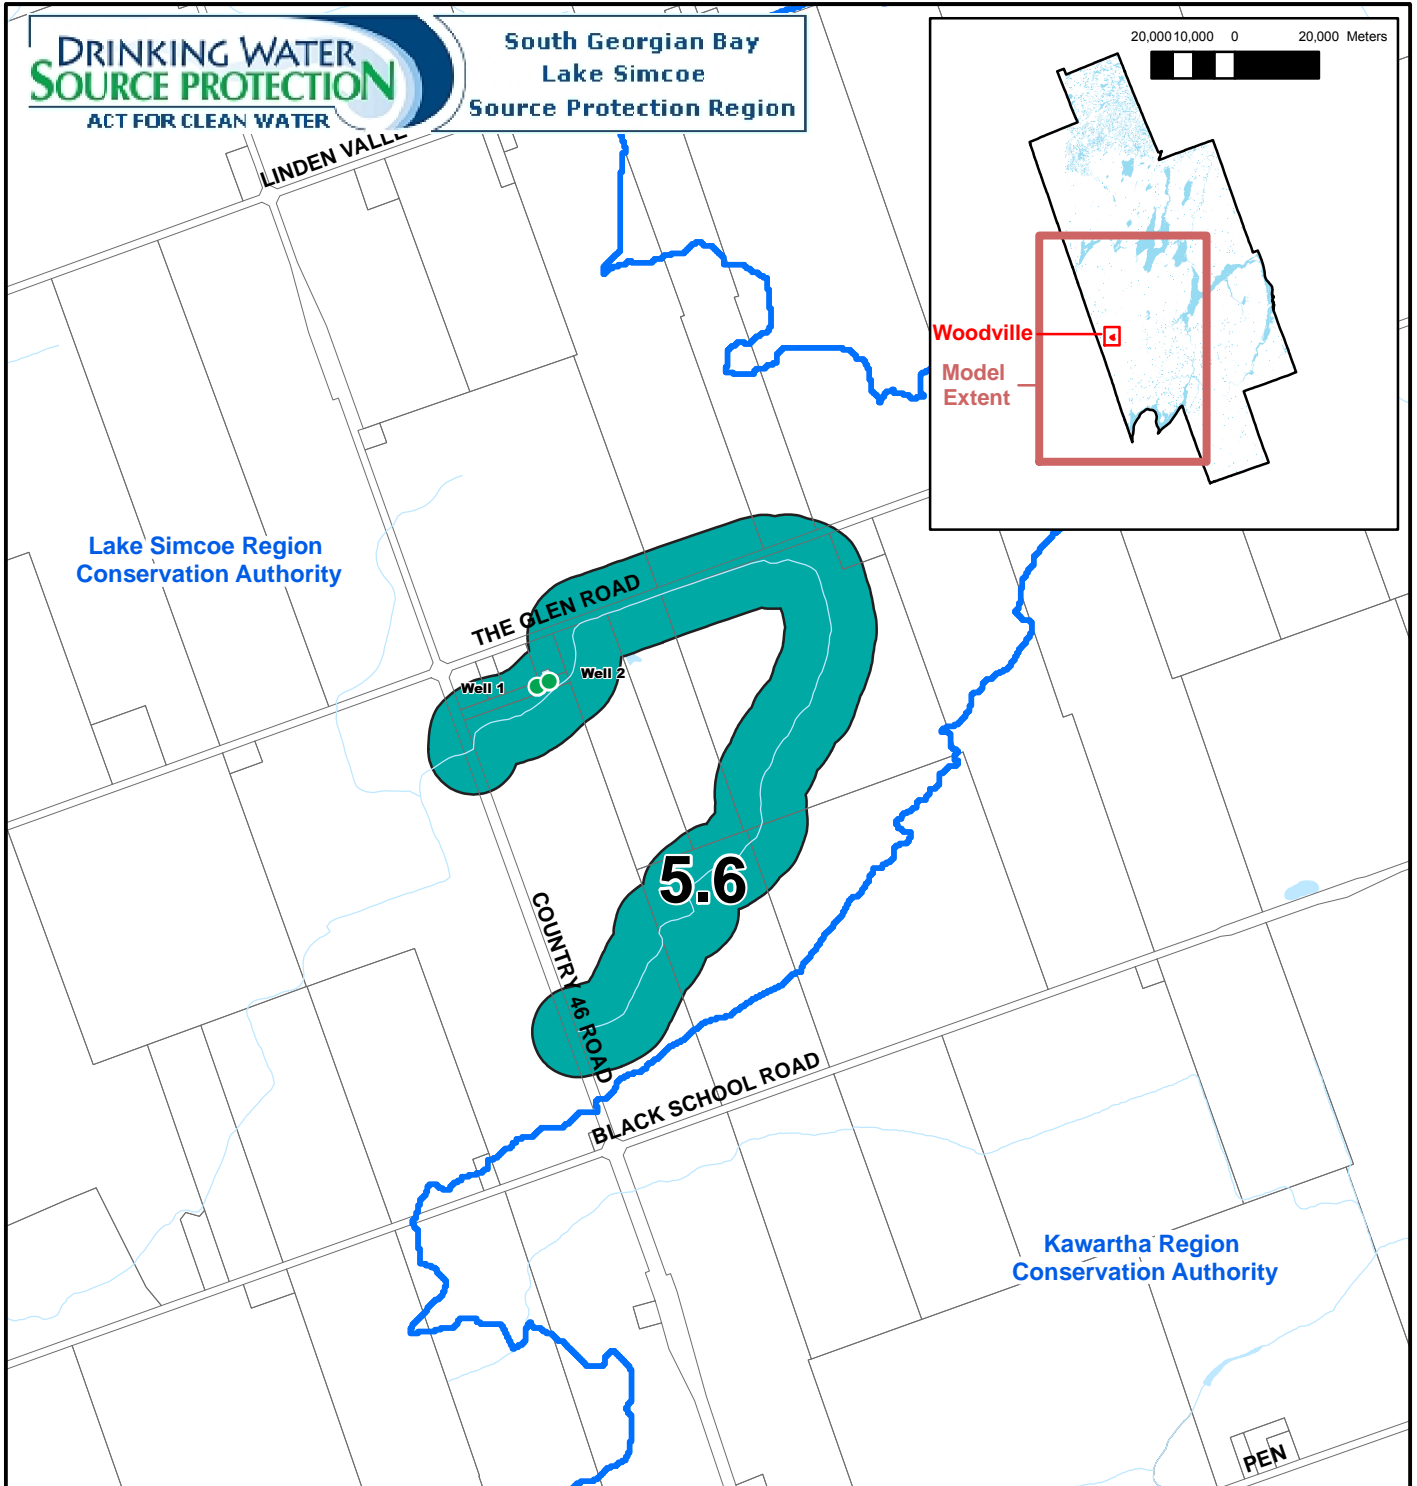 DRINKING WATER
SOURCE PROTECTION
ACT FOR CLEAN WATER
South Georgian Bay
Lake Simcoe
Source Protection Region
20,000 10,000 0 20,000 Meters
LINDEN VALLE
Woodville
Model
Extent
Lake Simcoe Region
Conservation Authority
THE GLEN ROAD
Well 1
Well 2
5.6
COUNTRY 46 ROAD
BLACK SCHOOL ROAD
Kawartha Region
Conservation Authority
PEN